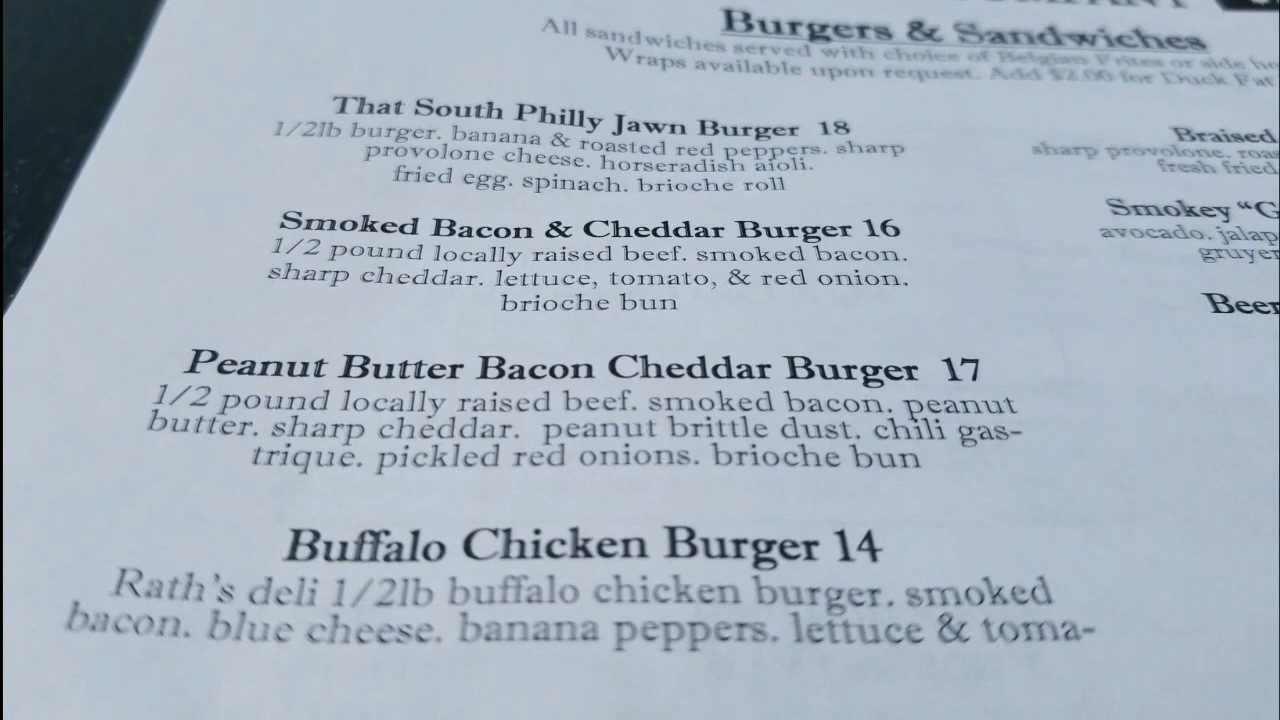 Burgers & Sandwiches
All sandwiches served with choice of Belgian Frites or side
Wraps available upon request. Add $2.00 for Duck Fat
That South Philly Jawn Burger 18
1/2lb burger. banana & roasted red peppers. sharp
provolone cheese. horseradish aioli.
fried egg. spinach. brioche roll
Smoked Bacon & Cheddar Burger 16
1/2 pound locally raised beef. smoked bacon.
sharp cheddar. lettuce, tomato, & red onion.
brioche bun
Peanut Butter Bacon Cheddar Burger 17
1/2 pound locally raised beef. smoked bacon. peanut
butter. sharp cheddar. peanut brittle dust. chili gas-
trique. pickled red onions. brioche bun
Buffalo Chicken Burger 14
Rath's deli 1/2lb buffalo chicken burger. smoked
bacon. blue cheese. banana peppers. lettuce & toma-
Braised
sharp provolone. roas
fresh fried
Smokey "G
avocado. jalap
gruyer
Beer